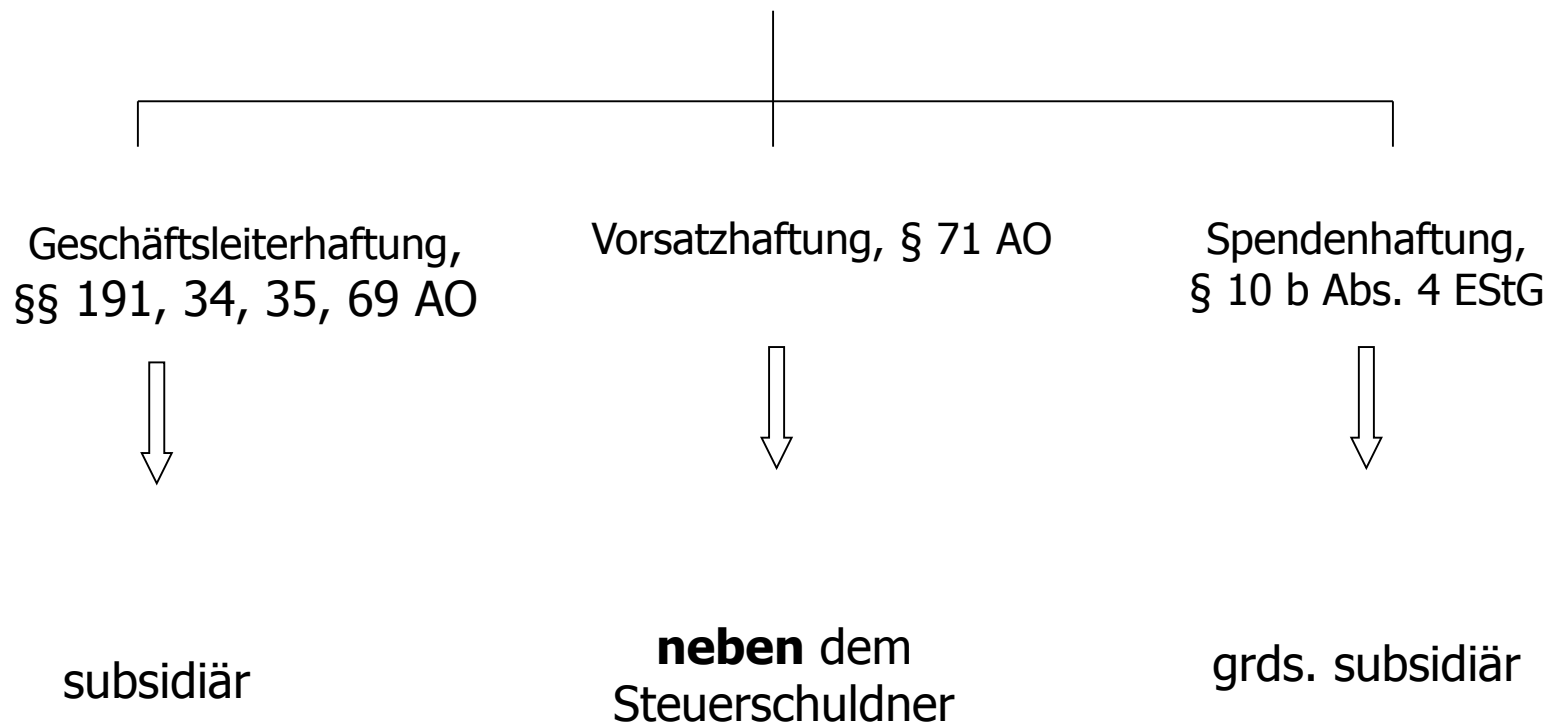 Geschäftsleiterhaftung,
§§ 191, 34, 35, 69 AO
Vorsatzhaftung, § 71 AO
Spendenhaftung,
§ 10 b Abs. 4 EStG
subsidiär
neben dem
Steuerschuldner
grds. subsidiär